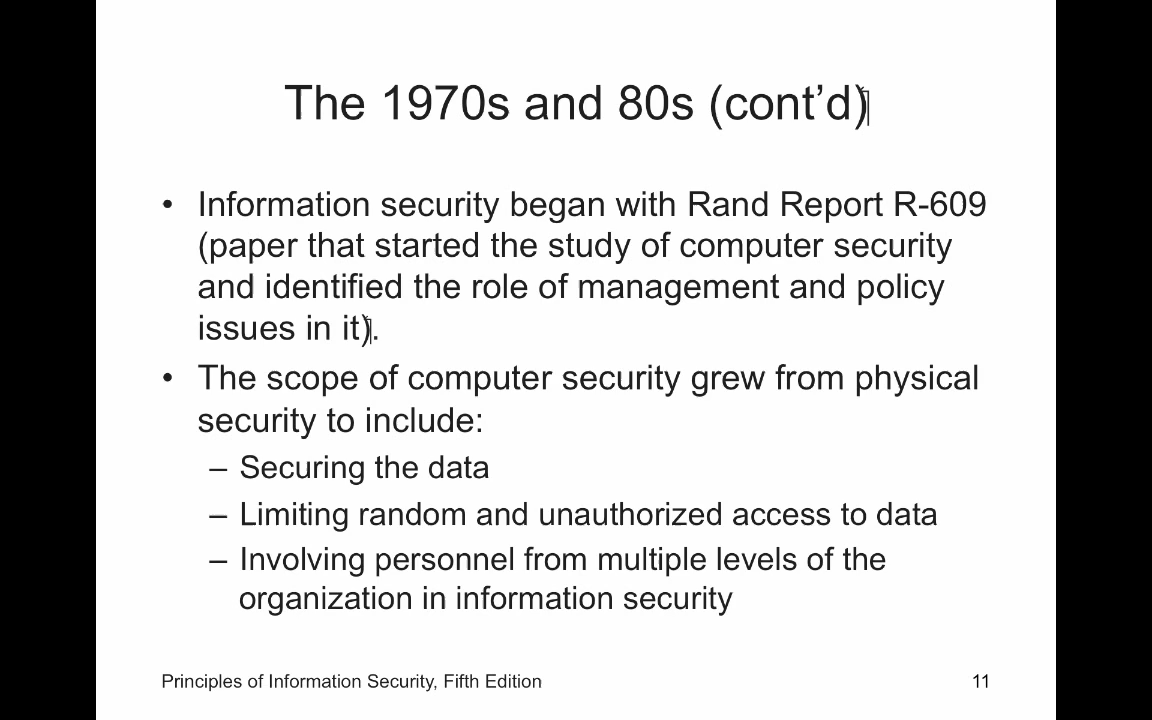 The 1970s and 80s (cont’d)
• Information security began with Rand Report R-609
(paper that started the study of computer security
and identified the role of management and policy
issues in it).
• The scope of computer security grew from physical
security to include:
– Securing the data
– Limiting random and unauthorized access to data
– Involving personnel from multiple levels of the
organization in information security
Principles of Information Security, Fifth Edition
11